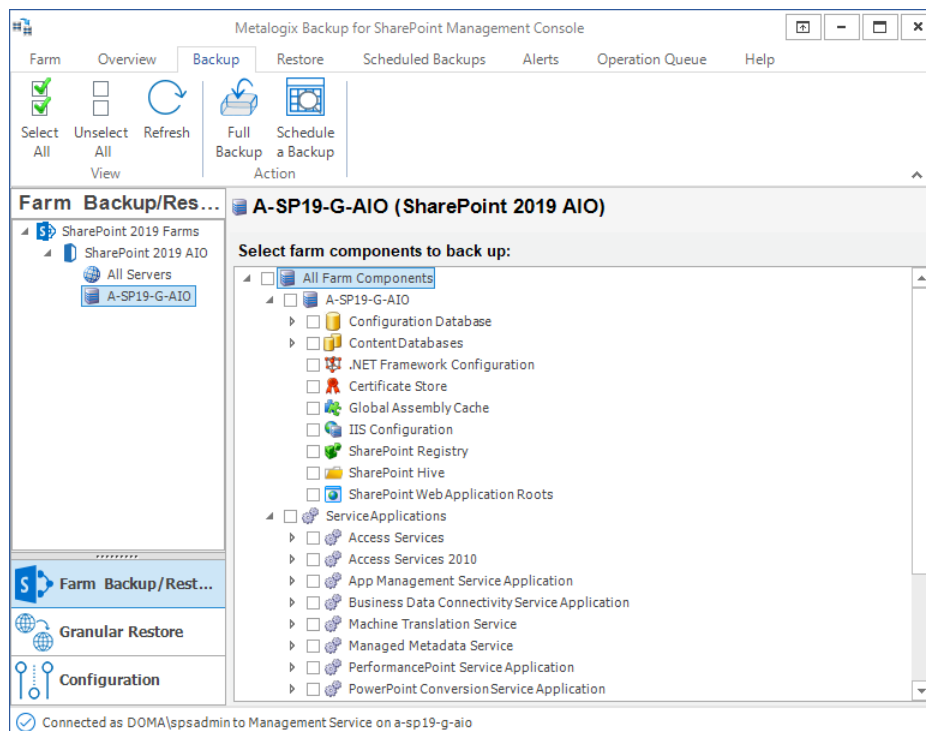 Metalogix Backup for SharePoint Management Console
Farm Overview Backup Restore Scheduled Backups Alerts Operation Queue Help
Select All
Unselect All
Refresh
Full Backup
Schedule a Backup
View
Action
Farm Backup/Res...
SharePoint 2019 Farms
SharePoint 2019 AIO
All Servers
A-SP19-G-AIO
A-SP19-G-AIO (SharePoint 2019 AIO)
Select farm components to back up:
All Farm Components
A-SP19-G-AIO
Configuration Database
Content Databases
.NET Framework Configuration
Certificate Store
Global Assembly Cache
IIS Configuration
SharePoint Registry
SharePoint Hive
SharePoint Web Application Roots
Service Applications
Access Services
Access Services 2010
App Management Service Application
Business Data Connectivity Service Application
Machine Translation Service
Managed Metadata Service
PerformancePoint Service Application
PowerPoint Conversion Service Application
Farm Backup/Rest...
Granular Restore
Configuration
Connected as DOMA\spsadmin to Management Service on a-sp19-g-aio